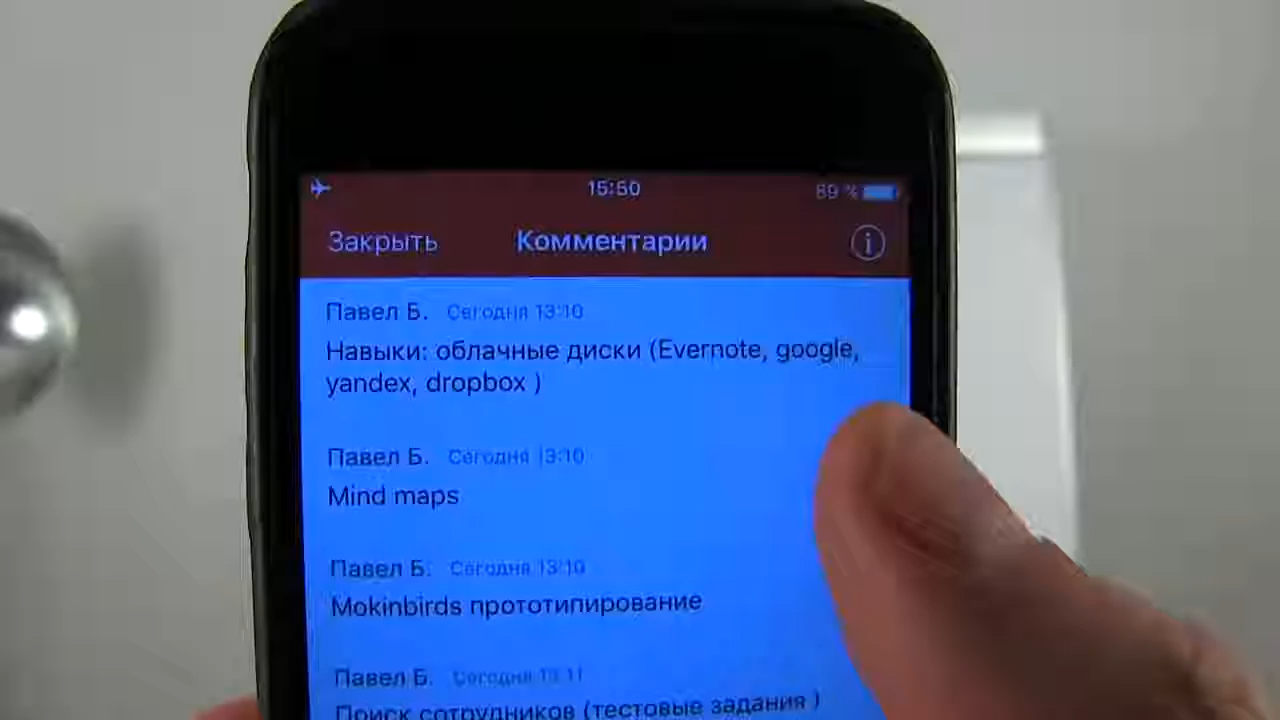 15:50 89 %
Закрыть Комментарии
Павел Б. Сегодня 13:10
Навыки: облачные диски (Evernote, google,
yandex, dropbox )
Павел Б. Сегодня 13:10
Mind maps
Павел Б. Сегодня 13:10
Mokinbirds прототипирование
Павел Б. Сегодня 13:11
Поиск сотрудников (тестовые задания )